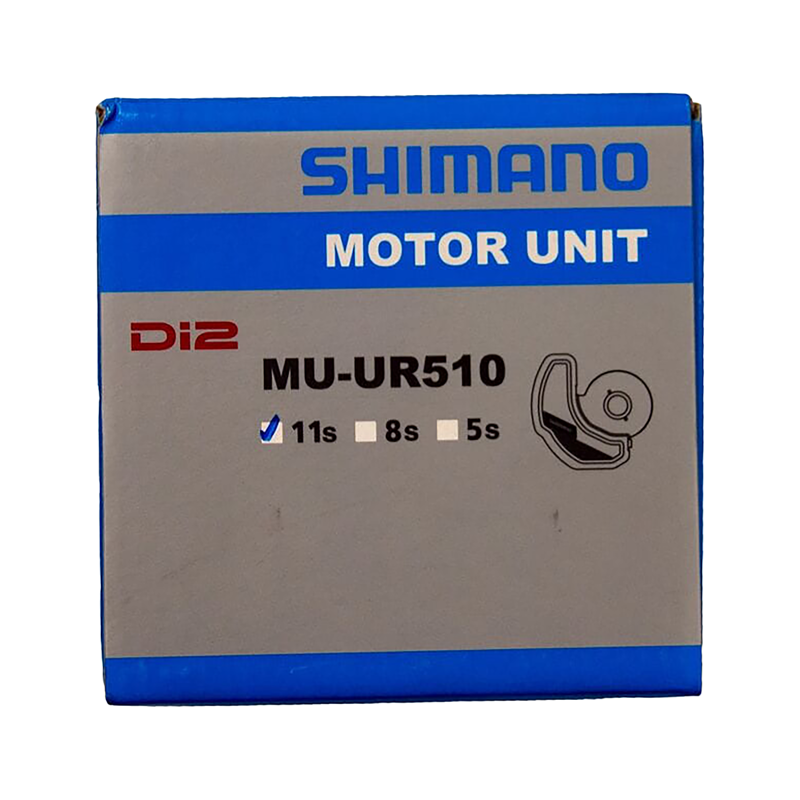 SHIMANO
MOTOR UNIT
Di2
MU-UR510
11s 8s 5s